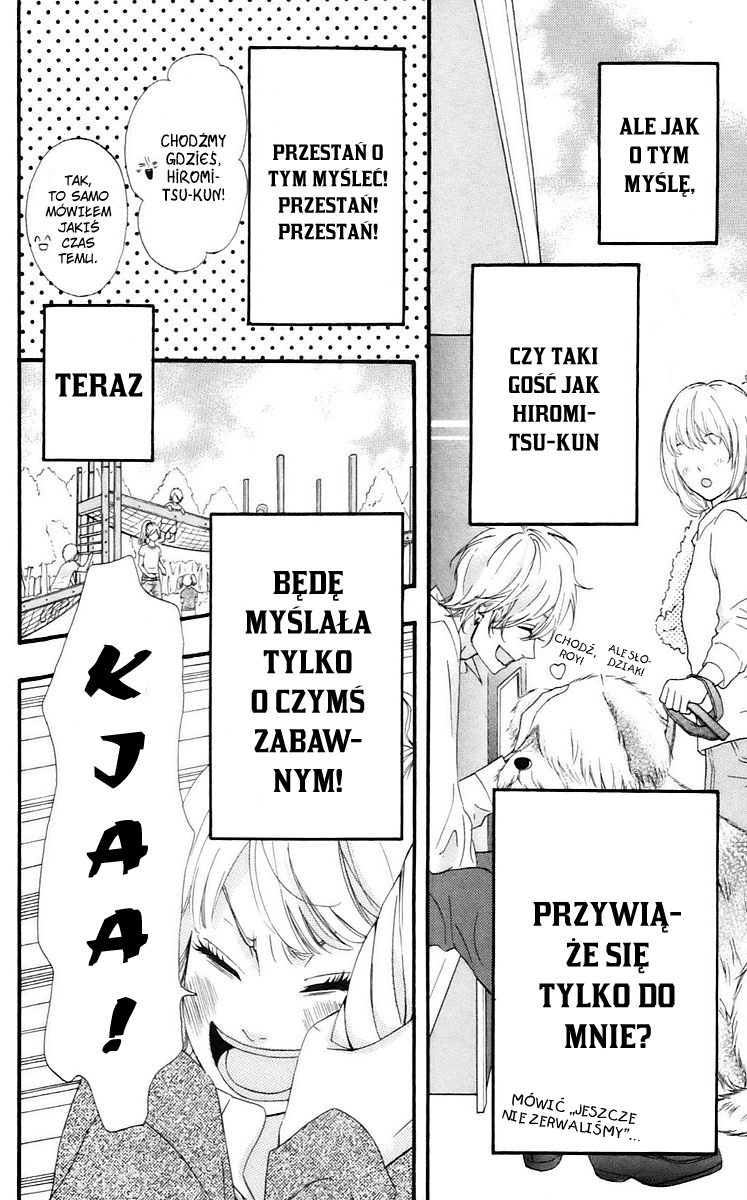 ALE JAK
O TYM
MYŚLĘ,
CZY TAKI
GOŚĆ JAK
HIROMI-
TSU-KUN
CHODŹ,
ROY!
ALE SŁO-
DZIAK!
PRZYWIĄ-
ŻE SIĘ
TYLKO DO
MNIE?
MÓWIĆ „JESZCZE
NIE ZERWALIŚMY”...
PRZESTAŃ O
TYM MYŚLEĆ!
PRZESTAŃ!
PRZESTAŃ!
CHODŹMY
GDZIEŚ,
HIROMI-
TSU-KUN!
TAK,
TO SAMO
MÓWIŁEM
JAKIŚ
CZAS
TEMU.
TERAZ
BĘDĘ
MYŚLAŁA
TYLKO
O CZYMŚ
ZABAW-
NYM!
KJAA!